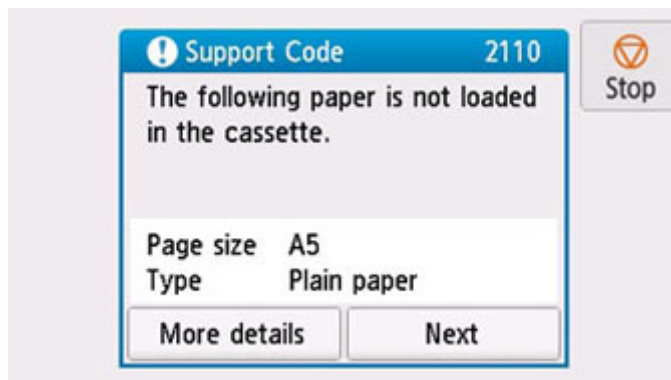 Support Code 2110
Stop
The following paper is not loaded
in the cassette.
Page size A5
Type Plain paper
More details Next